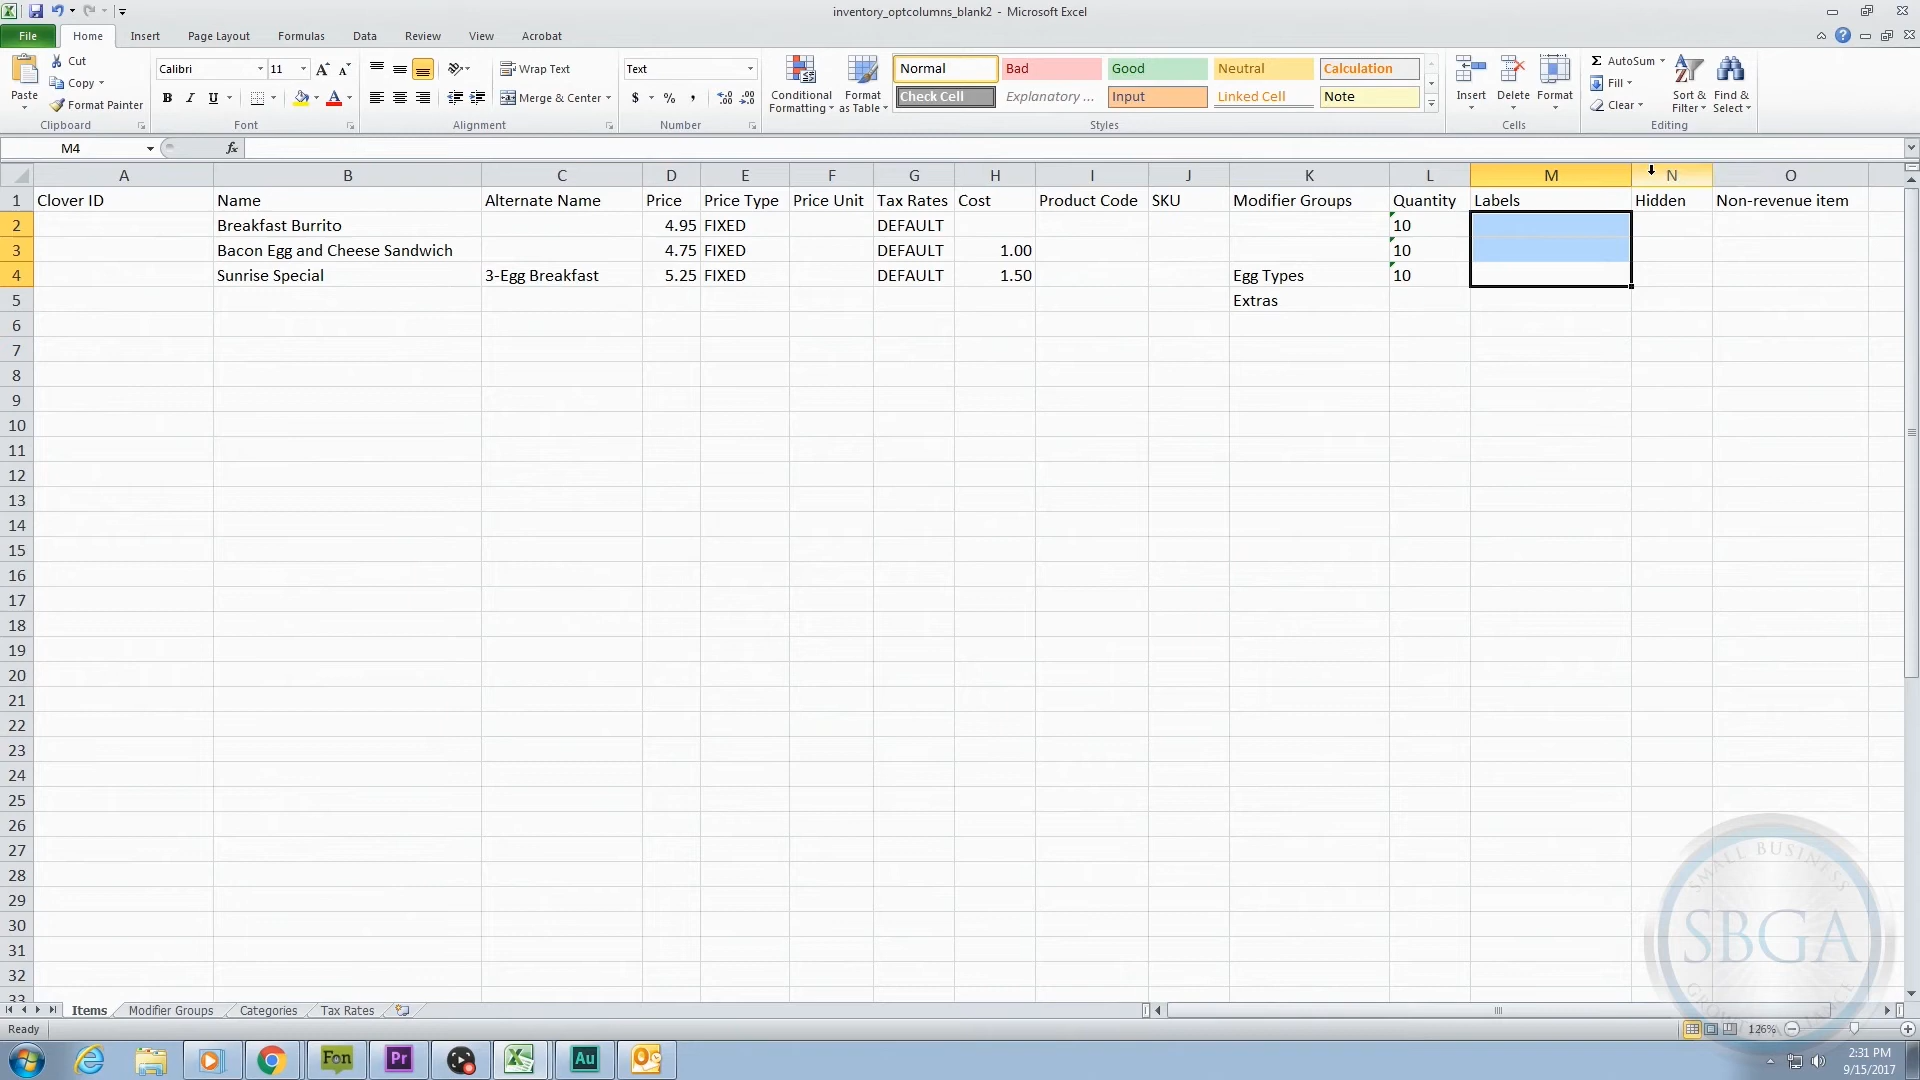 inventory_optcolumns_blank2 - Microsoft Excel
File Home Insert Page Layout Formulas Data Review View Acrobat
Paste Cut Copy Format Painter
Clipboard
Calibri 11
B I U
Font
Wrap Text
Merge & Center
Alignment
Text
$ % ,
Number
Conditional Formatting
Format as Table
Normal Bad Good Neutral Calculation
Check Cell Explanatory ... Input Linked Cell Note
Styles
Insert Delete Format
Cells
AutoSum
Fill
Clear
Sort & Filter
Find & Select
Editing
M4 fx
A B C D E F G H I J K L M N O
1 Clover ID Name Alternate Name Price Price Type Price Unit Tax Rates Cost Product Code SKU Modifier Groups Quantity Labels Hidden Non-revenue item
2 Breakfast Burrito 4.95 FIXED DEFAULT 10
3 Bacon Egg and Cheese Sandwich 4.75 FIXED DEFAULT 1.00 10
4 Sunrise Special 3-Egg Breakfast 5.25 FIXED DEFAULT 1.50 Egg Types 10
5 Extras
6
7
8
9
10
11
12
13
14
15
16
17
18
19
20
21
22
23
24
25
26
27
28
29
30
31
32
33
SMALL BUSINESS
SBGA
Items Modifier Groups Categories Tax Rates
Ready 126%
Fon Pr Au
2:31 PM
9/15/2017